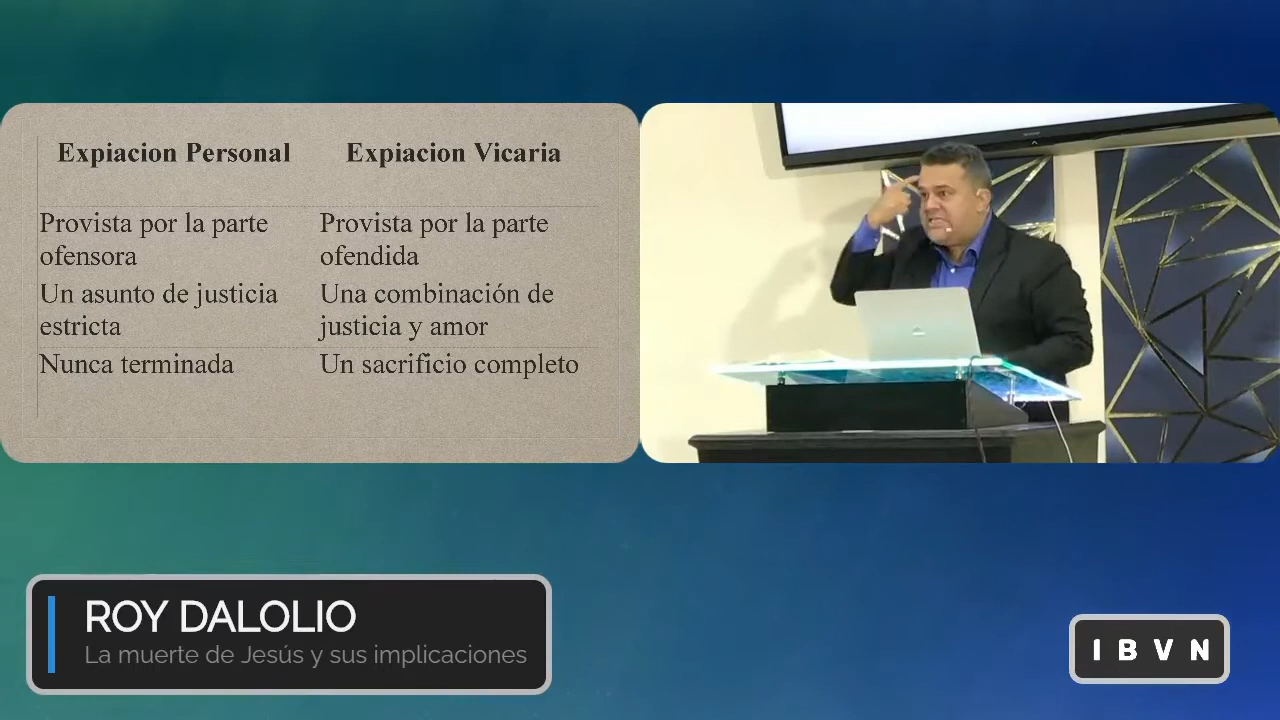 Expiacion Personal
Expiacion Vicaria
Provista por la parte
ofensora
Provista por la parte
ofendida
Un asunto de justicia
estricta
Una combinación de
justicia y amor
Nunca terminada
Un sacrificio completo
ROY DALOLIO
La muerte de Jesús y sus implicaciones
IBVN